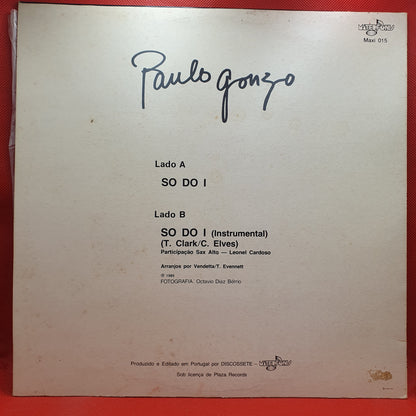 Maxi 015
Paulo Gonzo
Lado A
SO DO I
Lado B
SO DO I (Instrumental)
(T. Clark/C. Elves)
Participação Sax Alto — Leonel Cardoso
Arranjos por Vendetta/T. Evennett
FOTOGRAFIA: Octavio Diaz Bérrio
Produzido e Editado em Portugal por DISCOSSETE –
Sob licença de Plaza Records